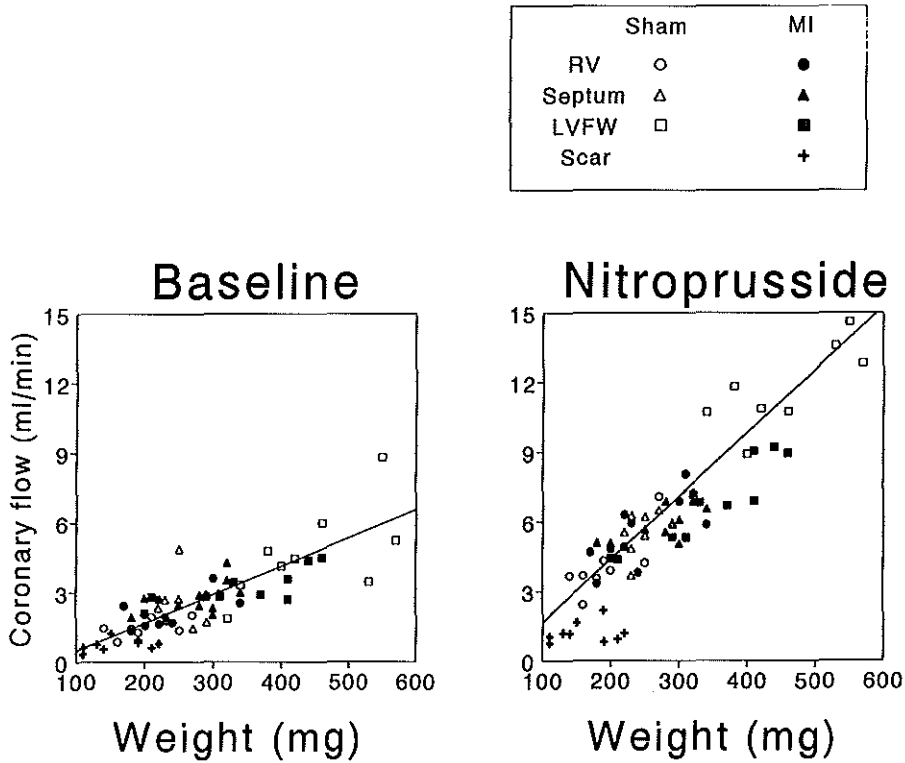 Sham MI
RV
Septum
LVFW
Scar
Baseline
Nitroprusside
Coronary flow (ml/min)
15
12
9
6
3
0
100 200 300 400 500 600
Weight (mg)
15
12
9
6
3
0
100 200 300 400 500 600
Weight (mg)